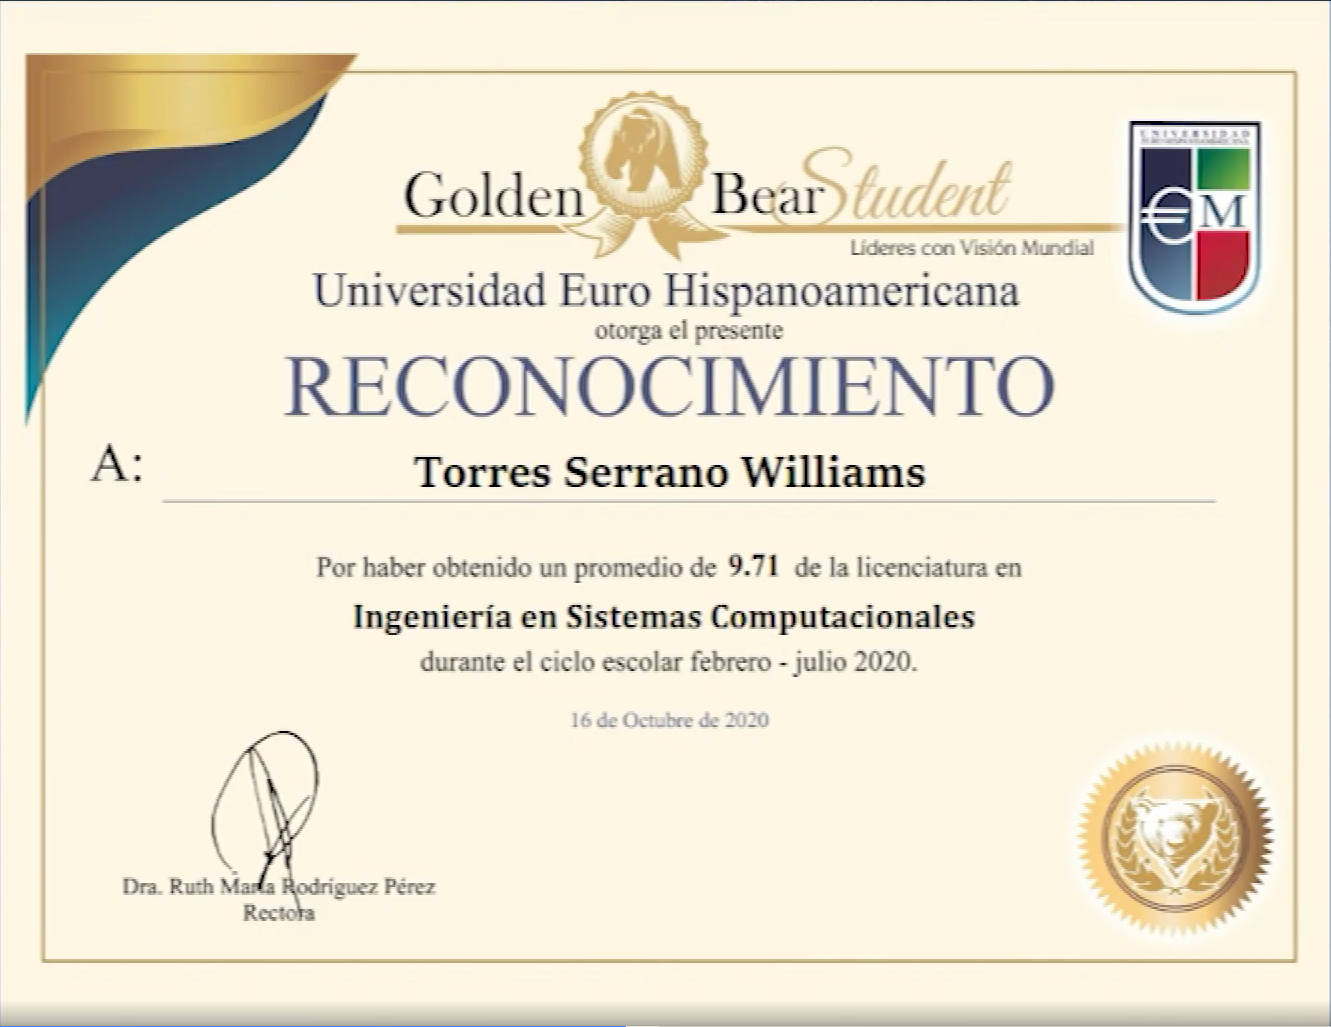 Golden Bear Student
Líderes con Visión Mundial
UNIVERSIDAD
EURO HISPANOAMERICANA
€M
Universidad Euro Hispanoamericana
otorga el presente
RECONOCIMIENTO
A: Torres Serrano Williams
Por haber obtenido un promedio de 9.71 de la licenciatura en
Ingeniería en Sistemas Computacionales
durante el ciclo escolar febrero - julio 2020.
16 de Octubre de 2020
Dra. Ruth María Rodríguez Pérez
Rectora